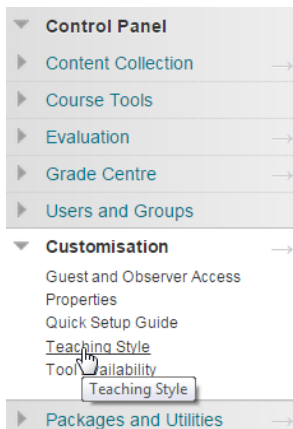 Control Panel
Content Collection
Course Tools
Evaluation
Grade Centre
Users and Groups
Customisation
Guest and Observer Access
Properties
Quick Setup Guide
Teaching Style
Tool Availability
Teaching Style
Packages and Utilities